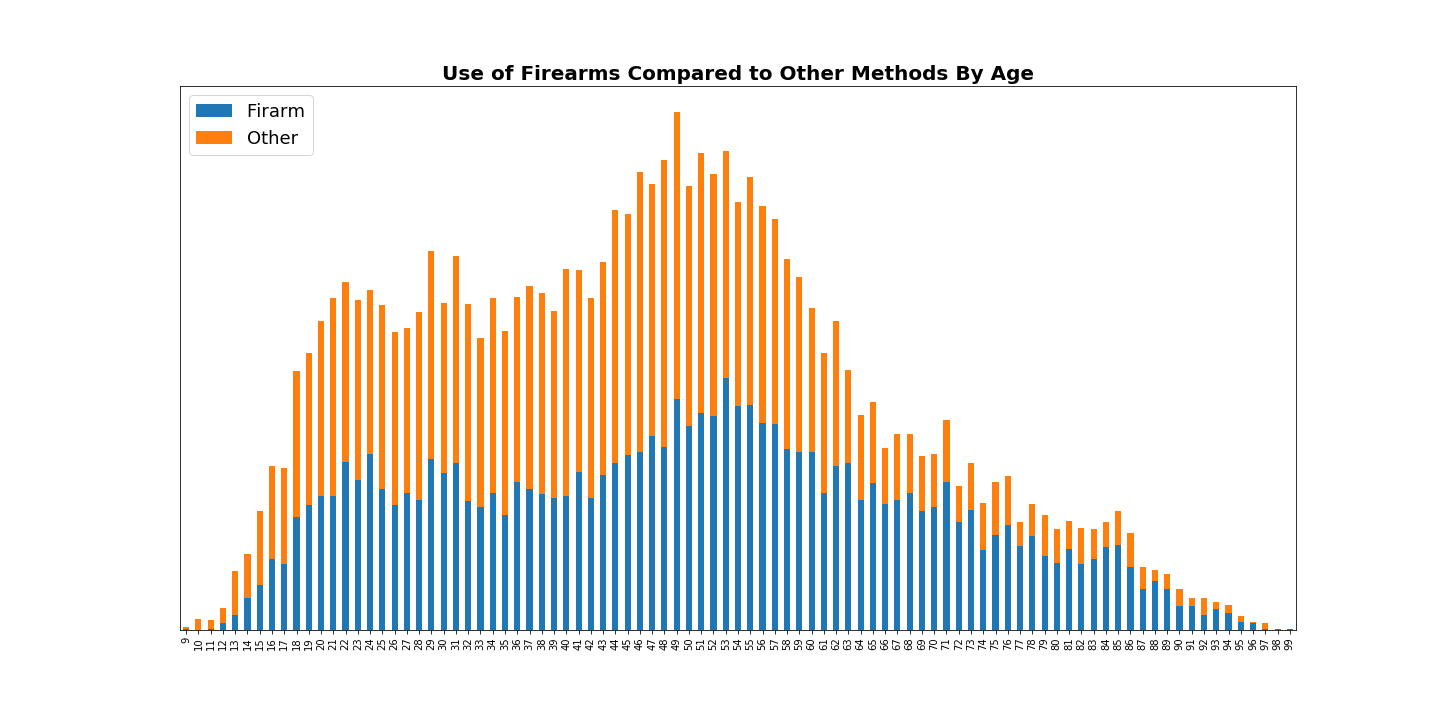 Use of Firearms Compared to Other Methods By Age
Firarm
Other
9 10 11 12 13 14 15 16 17 18 19 20 21 22 23 24 25 26 27 28 29 30 31 32 33 34 35 36 37 38 39 40 41 42 43 44 45 46 47 48 49 50 51 52 53 54 55 56 57 58 59 60 61 62 63 64 65 66 67 68 69 70 71 72 73 74 75 76 77 78 79 80 81 82 83 84 85 86 87 88 89 90 91 92 93 94 95 96 97 98 99